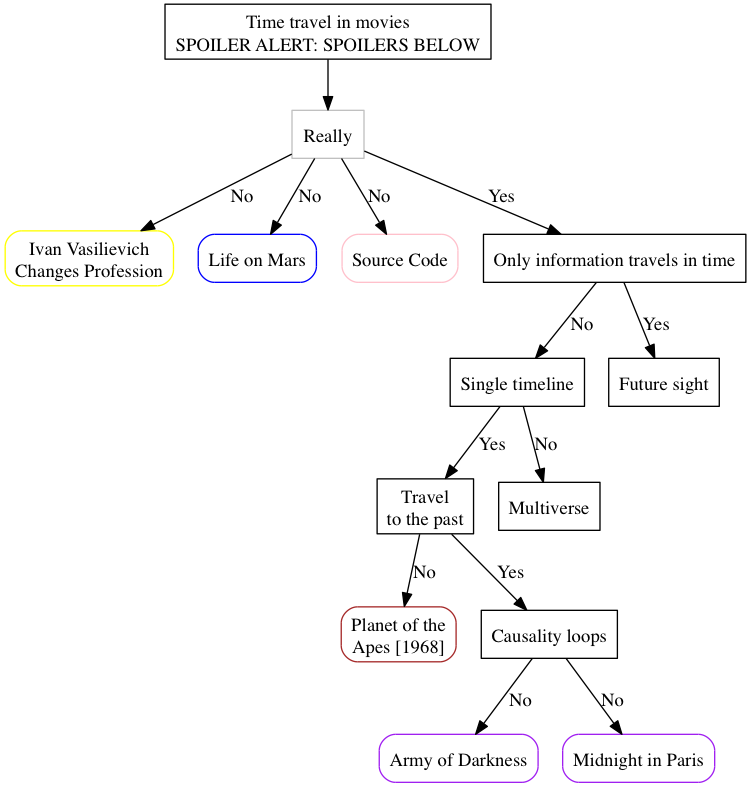 Time travel in movies
SPOILER ALERT: SPOILERS BELOW
Really
No
No
No
Yes
Ivan Vasilievich
Changes Profession
Life on Mars
Source Code
Only information travels in time
No
Yes
Single timeline
Future sight
Yes
No
Travel
to the past
Multiverse
No
Yes
Planet of the
Apes [1968]
Causality loops
No
No
Army of Darkness
Midnight in Paris